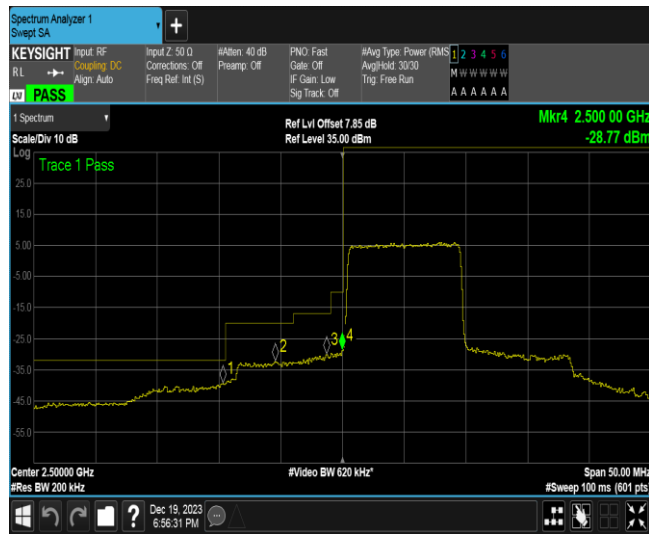 Spectrum Analyzer 1
Swept SA
+
KEYSIGHT
RL
LXI PASS
Input: RF
Coupling: DC
Align: Auto
Input Z: 50 Ω
Corrections: Off
Freq Ref: Int (S)
#Atten: 40 dB
Preamp: Off
PNO: Fast
Gate: Off
IF Gain: Low
Sig Track: Off
#Avg Type: Power (RMS
Avg|Hold: 30/30
Trig: Free Run
1 2 3 4 5 6
M W W W W W
A A A A A A
1 Spectrum
Scale/Div 10 dB
Log
Ref Lvl Offset 7.85 dB
Ref Level 35.00 dBm
Mkr4 2.500 00 GHz
-28.77 dBm
Trace 1 Pass
25.0
15.0
5.00
-5.00
-15.0
-25.0
-35.0
-45.0
-55.0
1
2
3
4
Center 2.50000 GHz
#Res BW 200 kHz
#Video BW 620 kHz*
Span 50.00 MHz
#Sweep 100 ms (601 pts)
?
Dec 19, 2023
6:56:31 PM